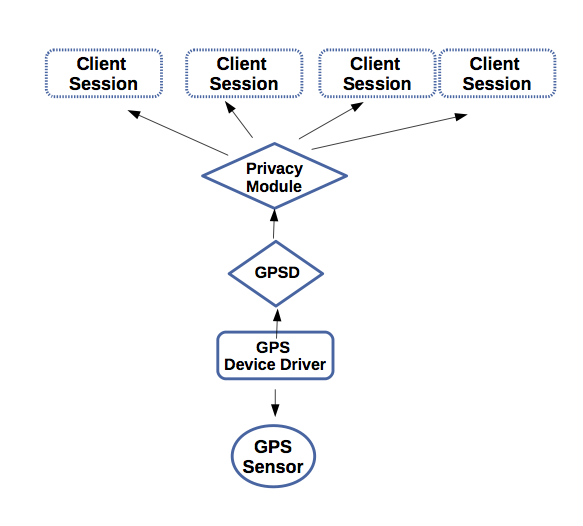 Client
Session
Client
Session
Client
Session
Client
Session
Privacy
Module
GPSD
GPS
Device Driver
GPS
Sensor